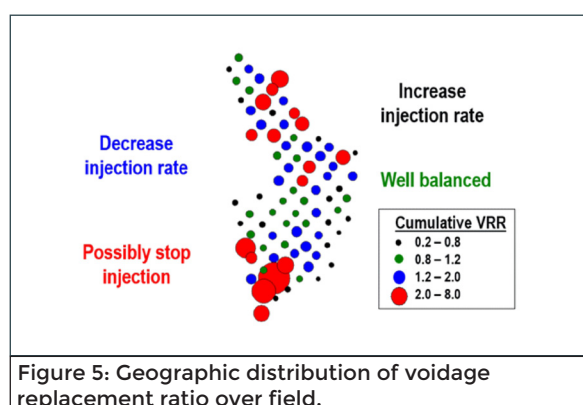 Increase
injection rate
Decrease
injection rate
Well balanced
Cumulative VRR
0.2 – 0.8
0.8 – 1.2
1.2 – 2.0
2.0 – 8.0
Possibly stop
injection
Figure 5: Geographic distribution of voidage
replacement ratio over field.